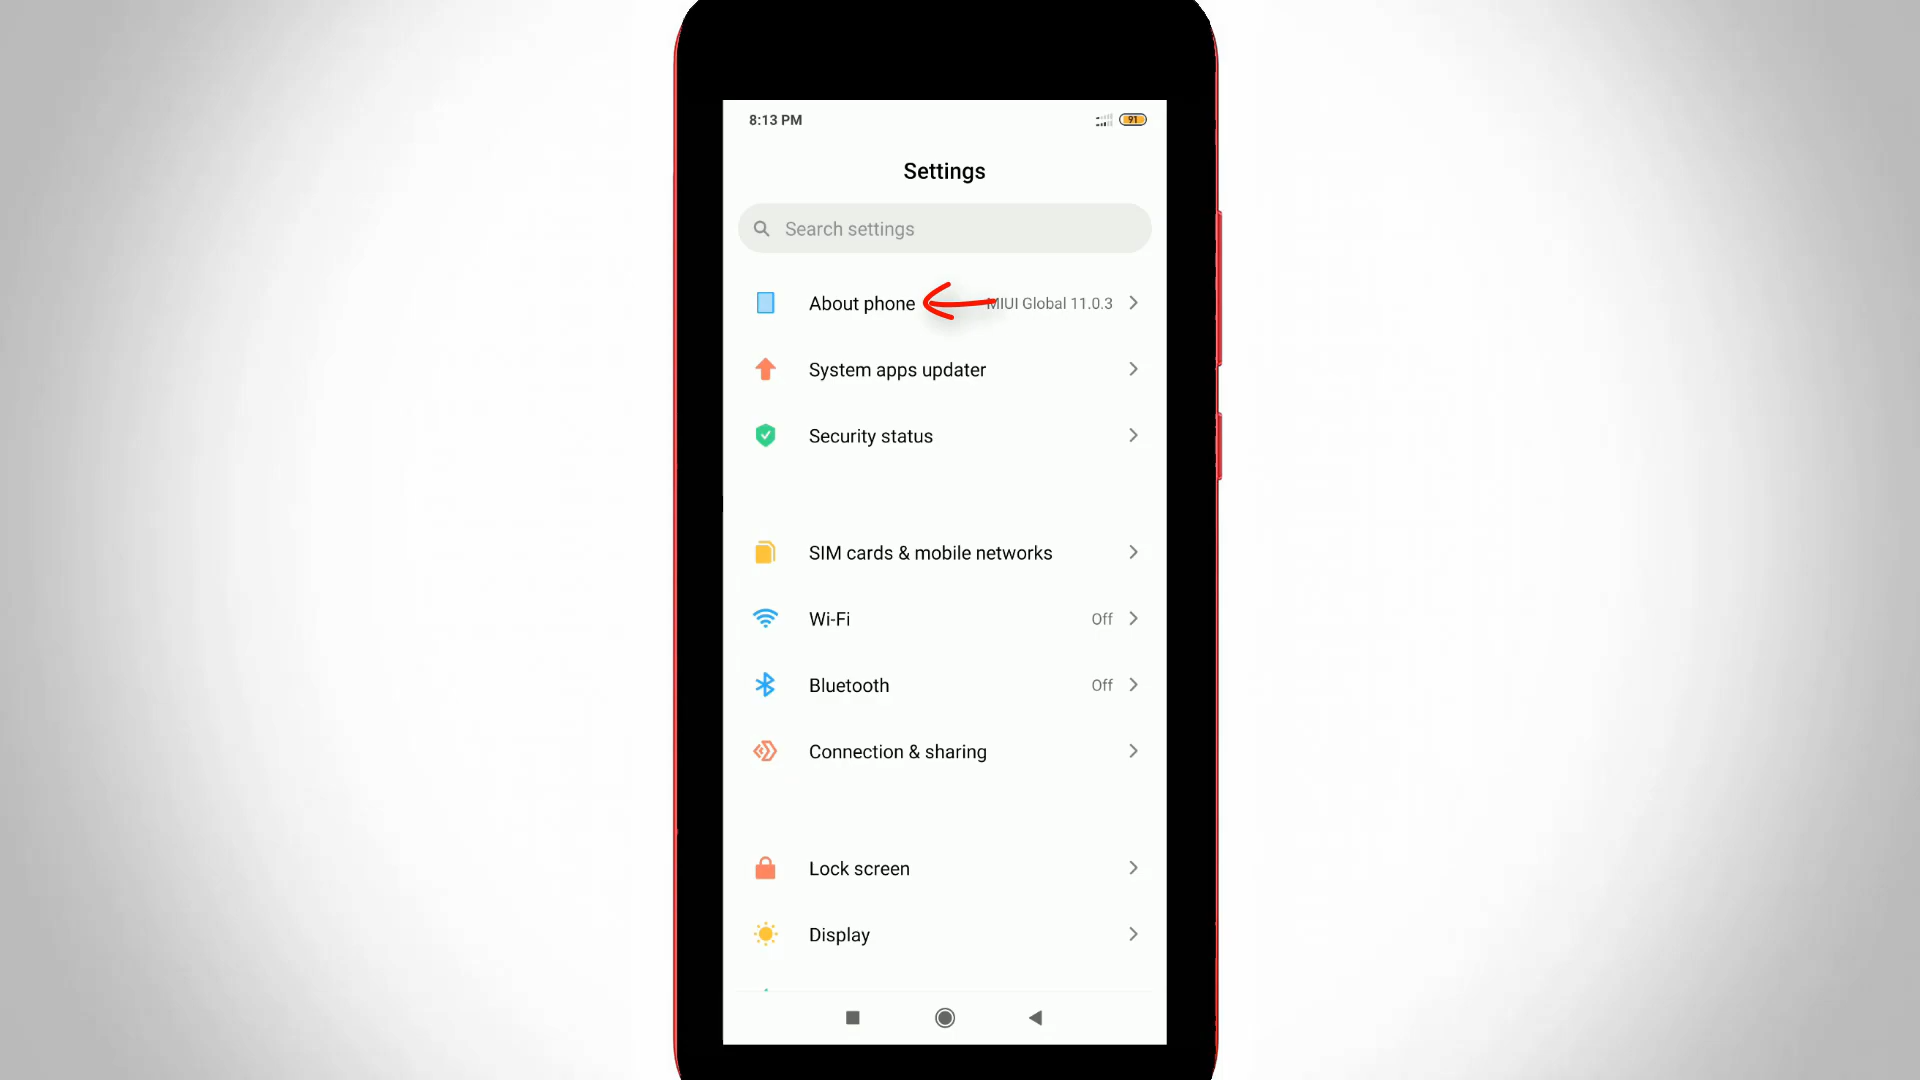 8:13 PM
91
Settings
Search settings
About phone
MIUI Global 11.0.3
System apps updater
Security status
SIM cards & mobile networks
Wi-Fi
Off
Bluetooth
Off
Connection & sharing
Lock screen
Display